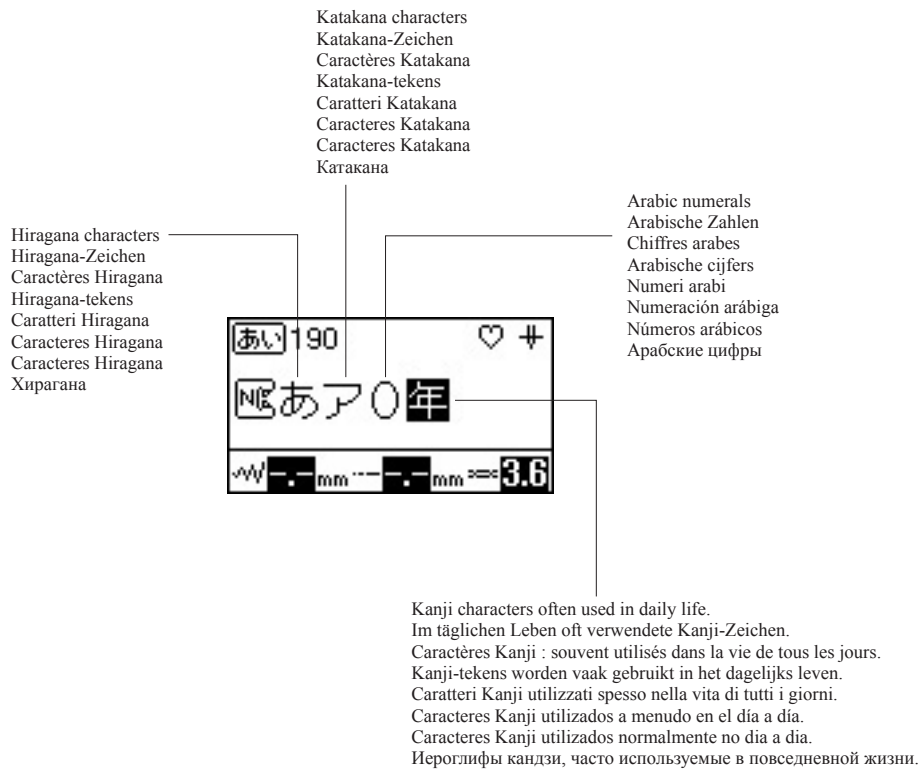 Katakana characters
Katakana-Zeichen
Caractères Katakana
Katakana-tekens
Caratteri Katakana
Caracteres Katakana
Caracteres Katakana
Катакана
Hiragana characters
Hiragana-Zeichen
Caractères Hiragana
Hiragana-tekens
Caratteri Hiragana
Caracteres Hiragana
Caracteres Hiragana
Хирагана
Arabic numerals
Arabische Zahlen
Chiffres arabes
Arabische cijfers
Numeri arabi
Numeración arábiga
Números arábicos
Арабские цифры
あい 190
あア0年
-.- mm -.- mm 3.6
Kanji characters often used in daily life.
Im täglichen Leben oft verwendete Kanji-Zeichen.
Caractères Kanji : souvent utilisés dans la vie de tous les jours.
Kanji-tekens worden vaak gebruikt in het dagelijks leven.
Caratteri Kanji utilizzati spesso nella vita di tutti i giorni.
Caracteres Kanji utilizados a menudo en el día a día.
Caracteres Kanji utilizados normalmente no dia a dia.
Иероглифы кандзи, часто используемые в повседневной жизни.